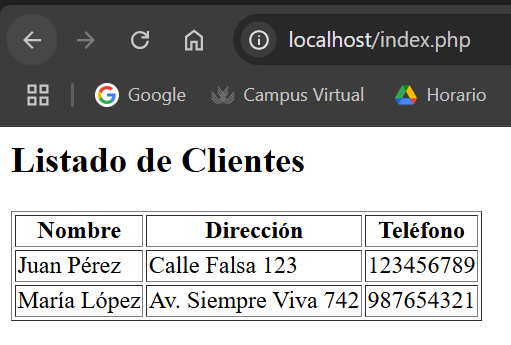 localhost/index.php
Google Campus Virtual Horario
Listado de Clientes
Nombre Dirección Teléfono
Juan Pérez Calle Falsa 123 123456789
María López Av. Siempre Viva 742 987654321